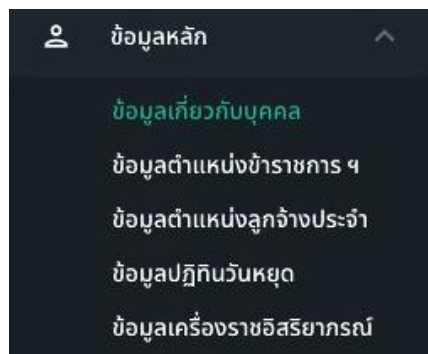 ข้อมูลหลัก
ข้อมูลเกี่ยวกับบุคคล
ข้อมูลตำแหน่งข้าราชการ ฯ
ข้อมูลตำแหน่งลูกจ้างประจำ
ข้อมูลปฏิทินวันหยุด
ข้อมูลเครื่องราชอิสริยาภรณ์